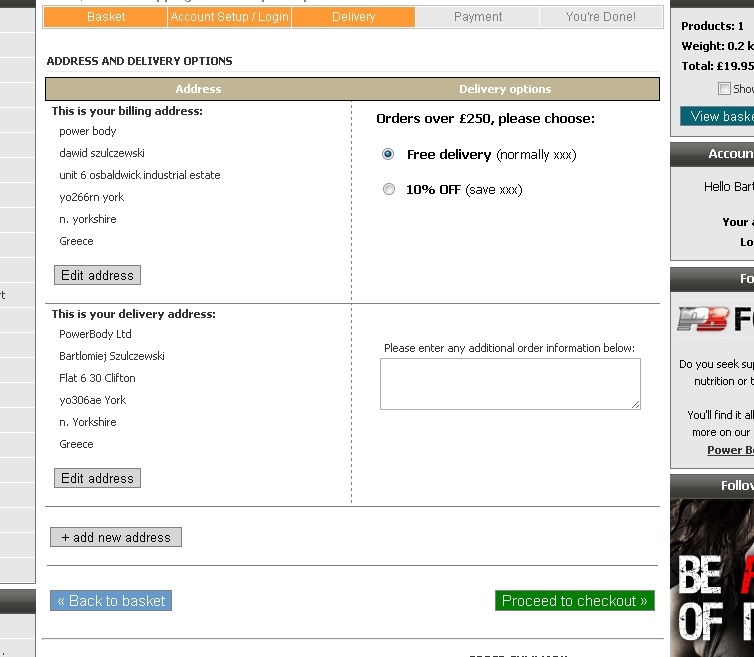 Basket
Account Setup / Login
Delivery
Payment
You're Done!
ADDRESS AND DELIVERY OPTIONS
Address
Delivery options
This is your billing address:
power body
dawid szulczewski
unit 6 osbaldwick industrial estate
yo266rn york
n. yorkshire
Greece
Edit address
Orders over £250, please choose:
Free delivery (normally xxx)
10% OFF (save xxx)
This is your delivery address:
PowerBody Ltd
Bartlomiej Szulczewski
Flat 6 30 Clifton
yo306ae York
n. Yorkshire
Greece
Edit address
Please enter any additional order information below:
+ add new address
« Back to basket
Proceed to checkout »
Products: 1
Weight: 0.2 k
Total: £19.95
Shou
View baske
Accoun
Hello Bart
Your a
Lo
Fo
PB FO
Do you seek sup
nutrition or t
You'll find it all
more on our
Power Bo
Follow
BE
OF